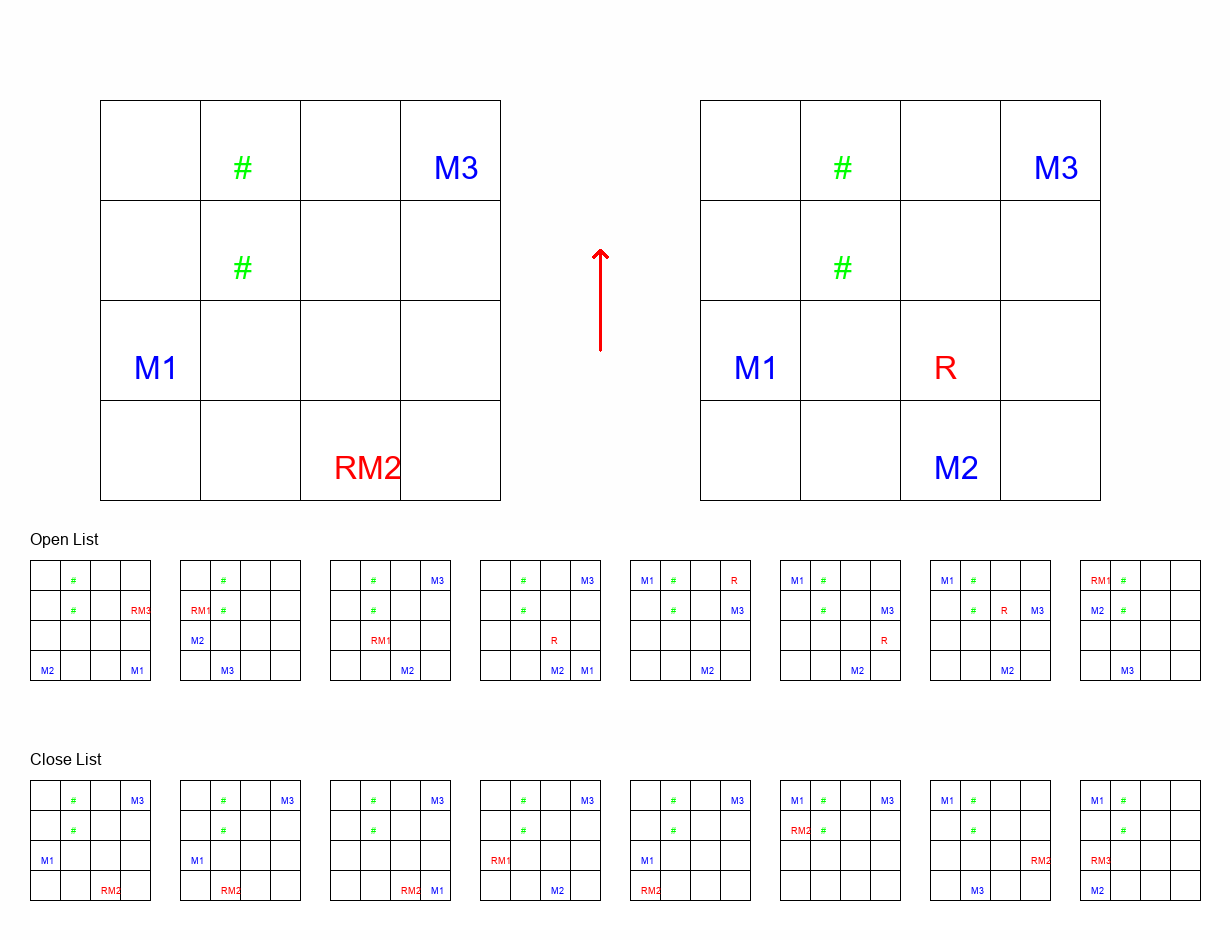 # M3 # M3
# #
M1 M1 R
RM2 M2
Open List
# # # M3 # M3 M1 # R M1 # M1 # RM1 #
# RM3 RM1 # # # # M3 # M3 # R M3 M2 #
M2 RM1 R R
M2 M1 M3 M2 M2 M1 M2 M2 M2 M3
Close List
# M3 # M3 # M3 # M3 # M3 M1 # M3 M1 # M1 #
# # # # # RM2 # # #
M1 M1 RM1 M1 RM2 RM3
RM2 RM2 RM2 M1 M2 RM2 M3 M2